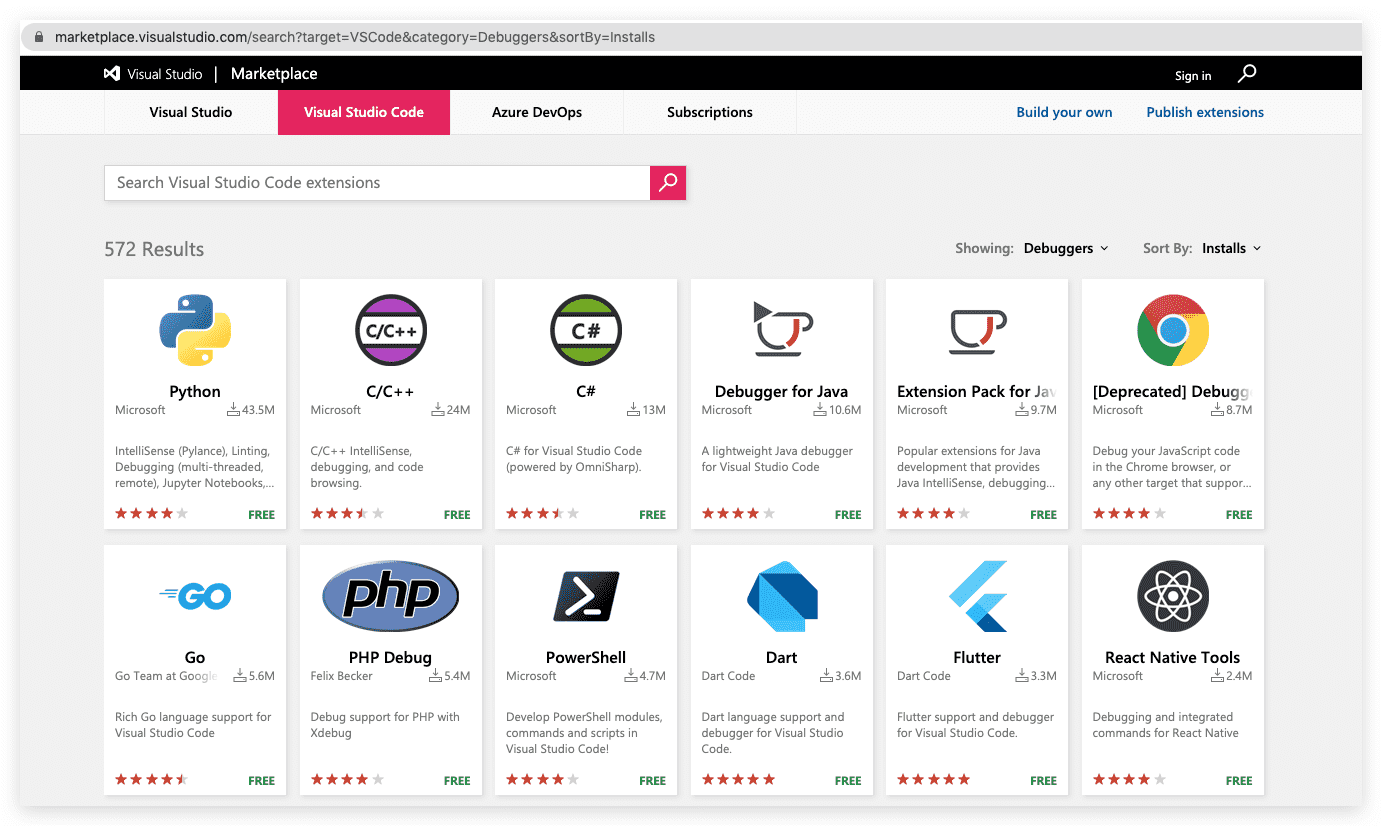 marketplace.visualstudio.com/search?target=VSCode&category=Debuggers&sortBy=Installs
Visual Studio | Marketplace
Sign in
Visual Studio
Visual Studio Code
Azure DevOps
Subscriptions
Build your own
Publish extensions
Search Visual Studio Code extensions
572 Results
Showing: Debuggers
Sort By: Installs
Python
Microsoft 43.5M
IntelliSense (Pylance), Linting,
Debugging (multi-threaded,
remote), Jupyter Notebooks,...
FREE
C/C++
C/C++
Microsoft 24M
C/C++ IntelliSense,
debugging, and code
browsing.
FREE
C#
C#
Microsoft 13M
C# for Visual Studio Code
(powered by OmniSharp).
FREE
Debugger for Java
Microsoft 10.6M
A lightweight Java debugger
for Visual Studio Code
FREE
Extension Pack for Jav
Microsoft 9.7M
Popular extensions for Java
development that provides
Java IntelliSense, debugging...
FREE
[Deprecated] Debugg
Microsoft 8.7M
Debug your JavaScript code
in the Chrome browser, or
any other target that suppor...
FREE
GO
Go
Go Team at Google 5.6M
Rich Go language support for
Visual Studio Code
FREE
php
PHP Debug
Felix Becker 5.4M
Debug support for PHP with
Xdebug
FREE
PowerShell
Microsoft 4.7M
Develop PowerShell modules,
commands and scripts in
Visual Studio Code!
FREE
Dart
Dart Code 3.6M
Dart language support and
debugger for Visual Studio
Code.
FREE
Flutter
Dart Code 3.3M
Flutter support and debugger
for Visual Studio Code.
FREE
React Native Tools
Microsoft 2.4M
Debugging and integrated
commands for React Native
FREE